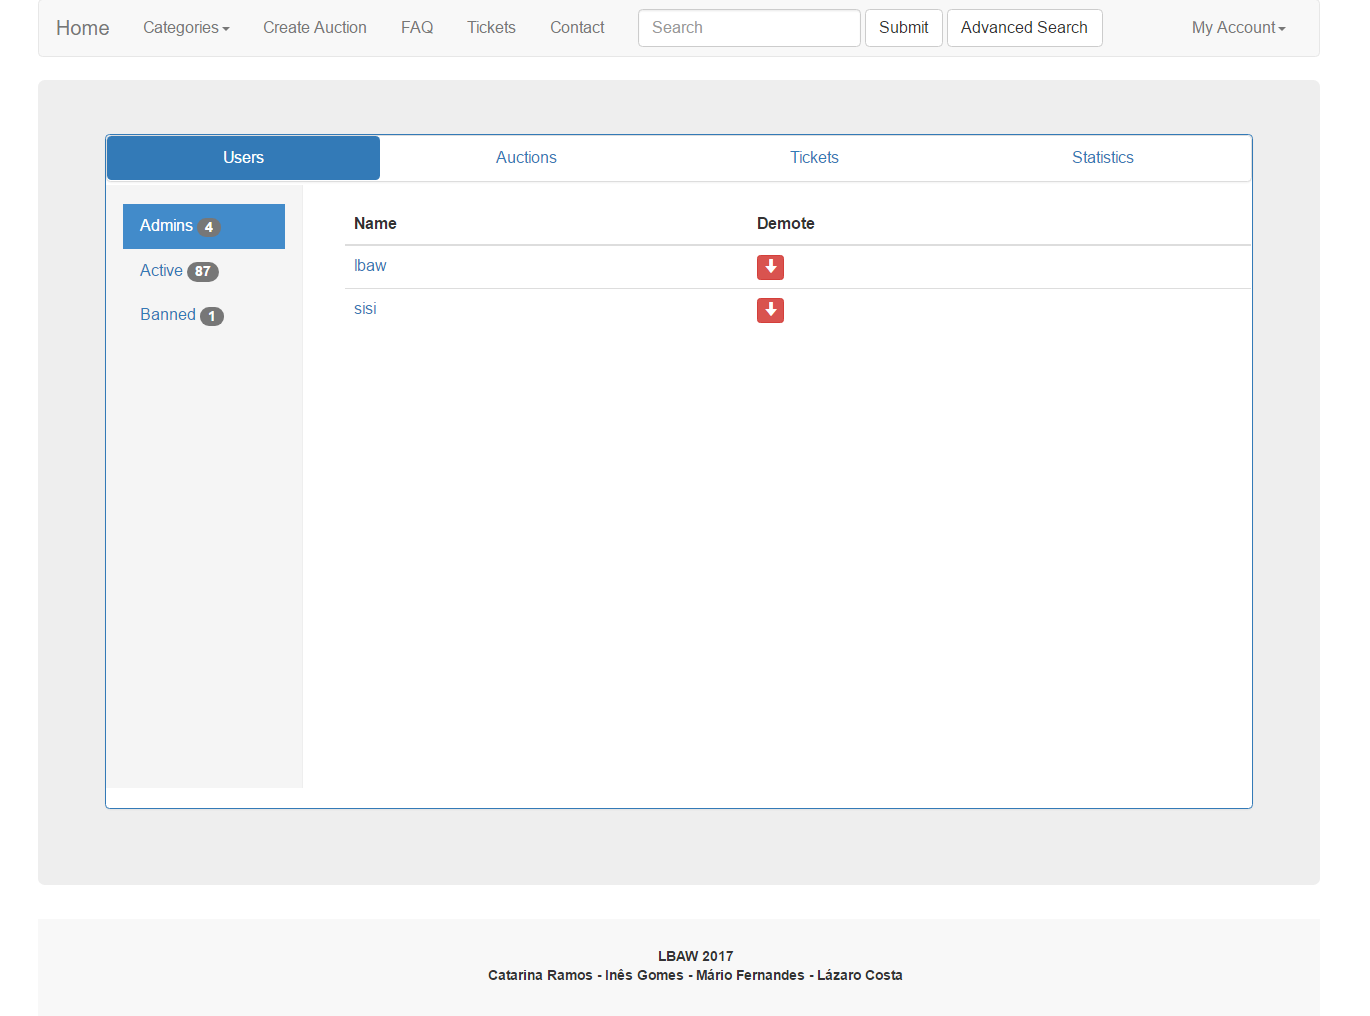 Home Categories Create Auction FAQ Tickets Contact Search Submit Advanced Search My Account
Users Auctions Tickets Statistics
Admins 4
Active 87
Banned 1
Name Demote
lbaw
sisi
LBAW 2017
Catarina Ramos - Inês Gomes - Mário Fernandes - Lázaro Costa